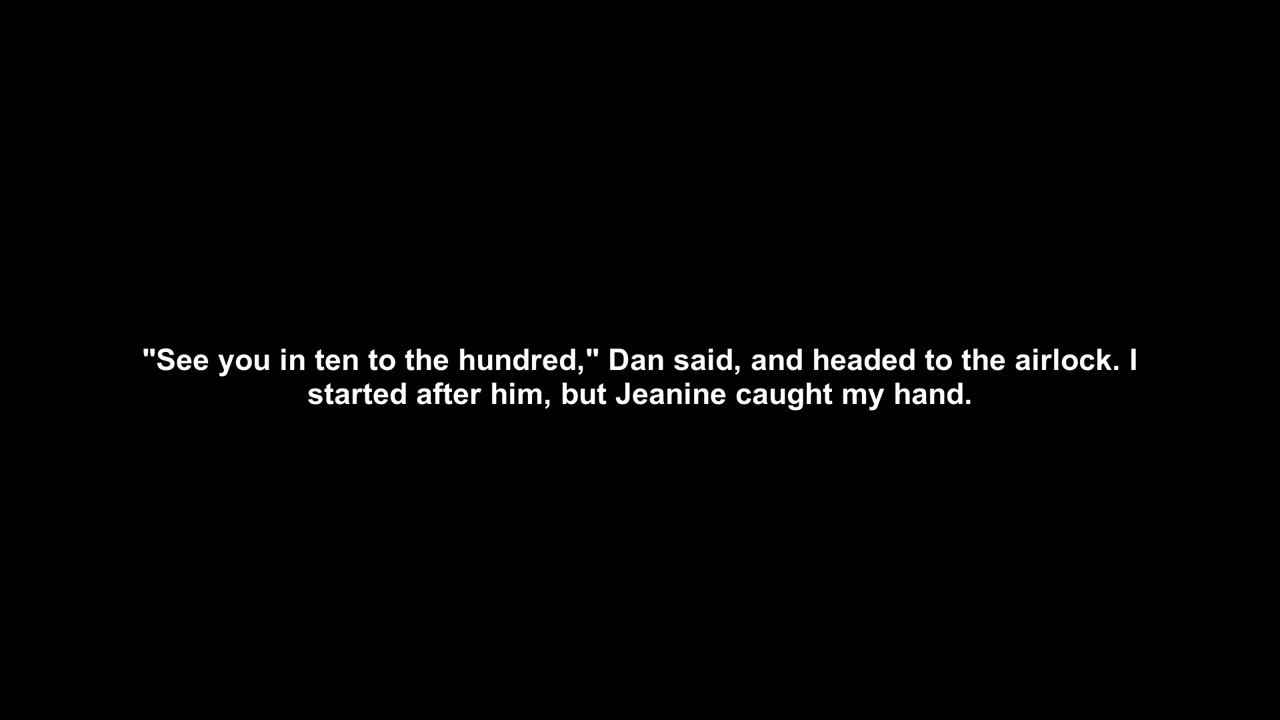 "See you in ten to the hundred," Dan said, and headed to the airlock. I
started after him, but Jeanine caught my hand.